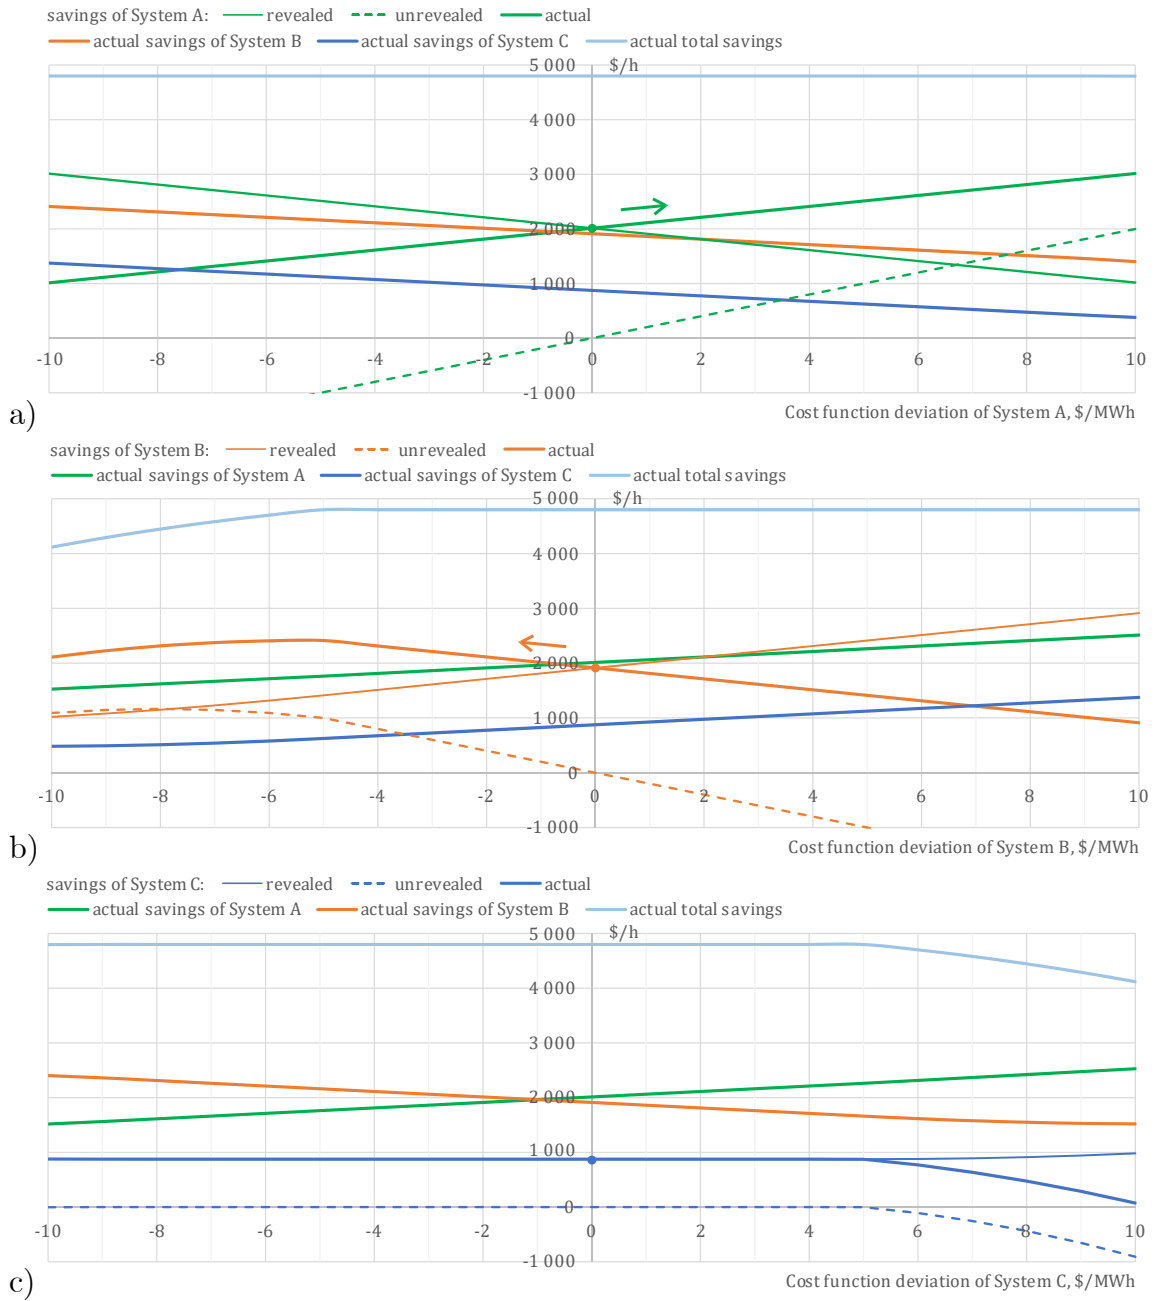 savings of System A: revealed unrevealed actual
actual savings of System B actual savings of System C actual total savings
5 000 $/h
4 000
3 000
2 000
1 000
0
-10 -8 -6 -4 -2 0 2 4 6 8 10
-1 000
a) Cost function deviation of System A, $/MWh
savings of System B: revealed unrevealed actual
actual savings of System A actual savings of System C actual total savings
5 000 $/h
4 000
3 000
2 000
1 000
0
-10 -8 -6 -4 -2 0 2 4 6 8 10
-1 000
b) Cost function deviation of System B, $/MWh
savings of System C: revealed unrevealed actual
actual savings of System A actual savings of System B actual total savings
5 000 $/h
4 000
3 000
2 000
1 000
0
-10 -8 -6 -4 -2 0 2 4 6 8 10
-1 000
c) Cost function deviation of System C, $/MWh